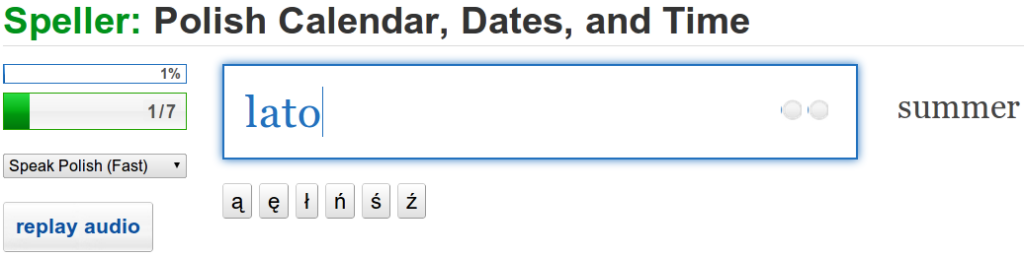 Speller: Polish Calendar, Dates, and Time
1%
1/7
Speak Polish (Fast)
replay audio
lato
summer
ą ę ł ń ś ź